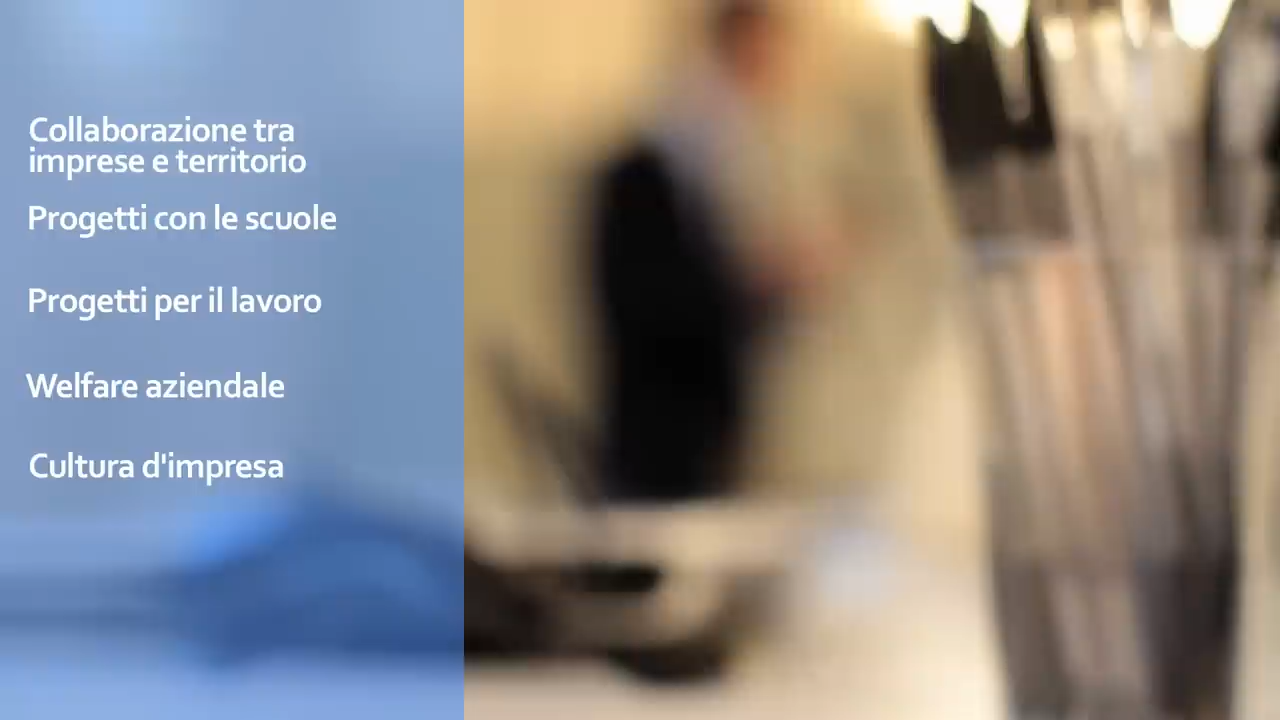 Collaborazione tra
imprese e territorio
Progetti con le scuole
Progetti per il lavoro
Welfare aziendale
Cultura d'impresa